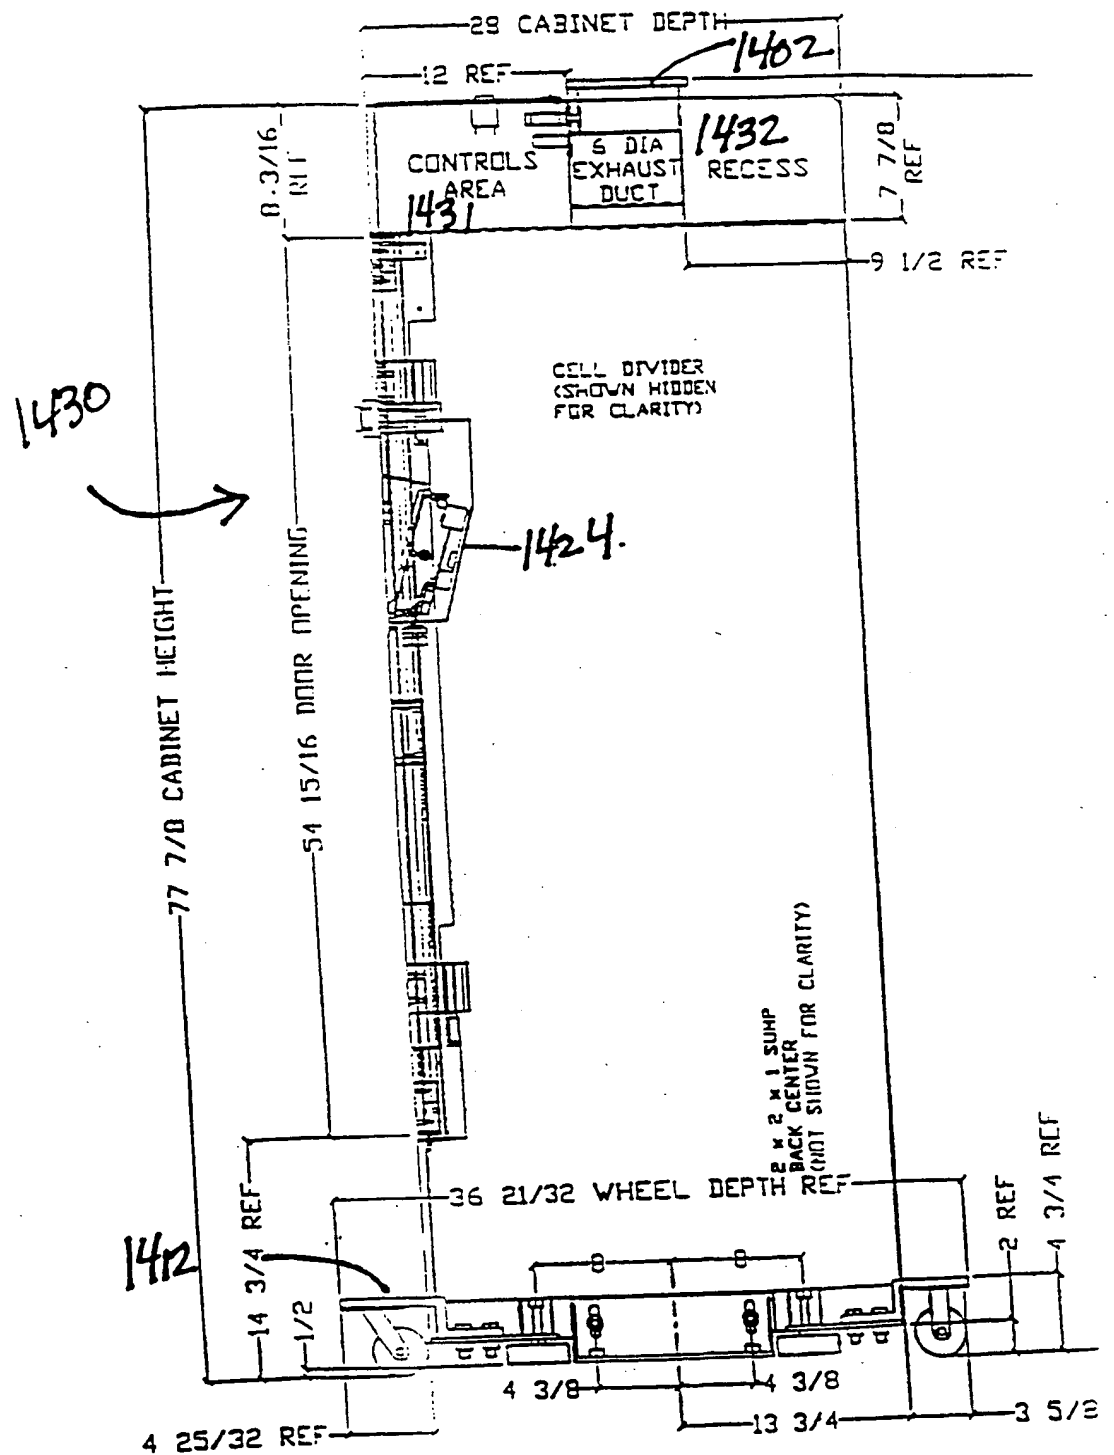 28 CABINET DEPTH
1402
12 REF
8 3/16
REF
CONTROLS
AREA
6 DIA
EXHAUST
DUCT
1432
RECESS
7 7/8
REF
1431
9 1/2 REF
CELL DIVIDER
(SHOWN HIDDEN
FOR CLARITY)
1430
1424.
77 7/8 CABINET HEIGHT
54 15/16 DOOR OPENING
2 X 2 X 1 SUMP
BACK CENTER
(NOT SHOWN FOR CLARITY)
36 21/32 WHEEL DEPTH REF
2 REF
4 3/4 REF
1412
14 3/4 REF
1/2
8
8
4 3/8
4 3/8
13 3/4
3 5/8
4 25/32 REF